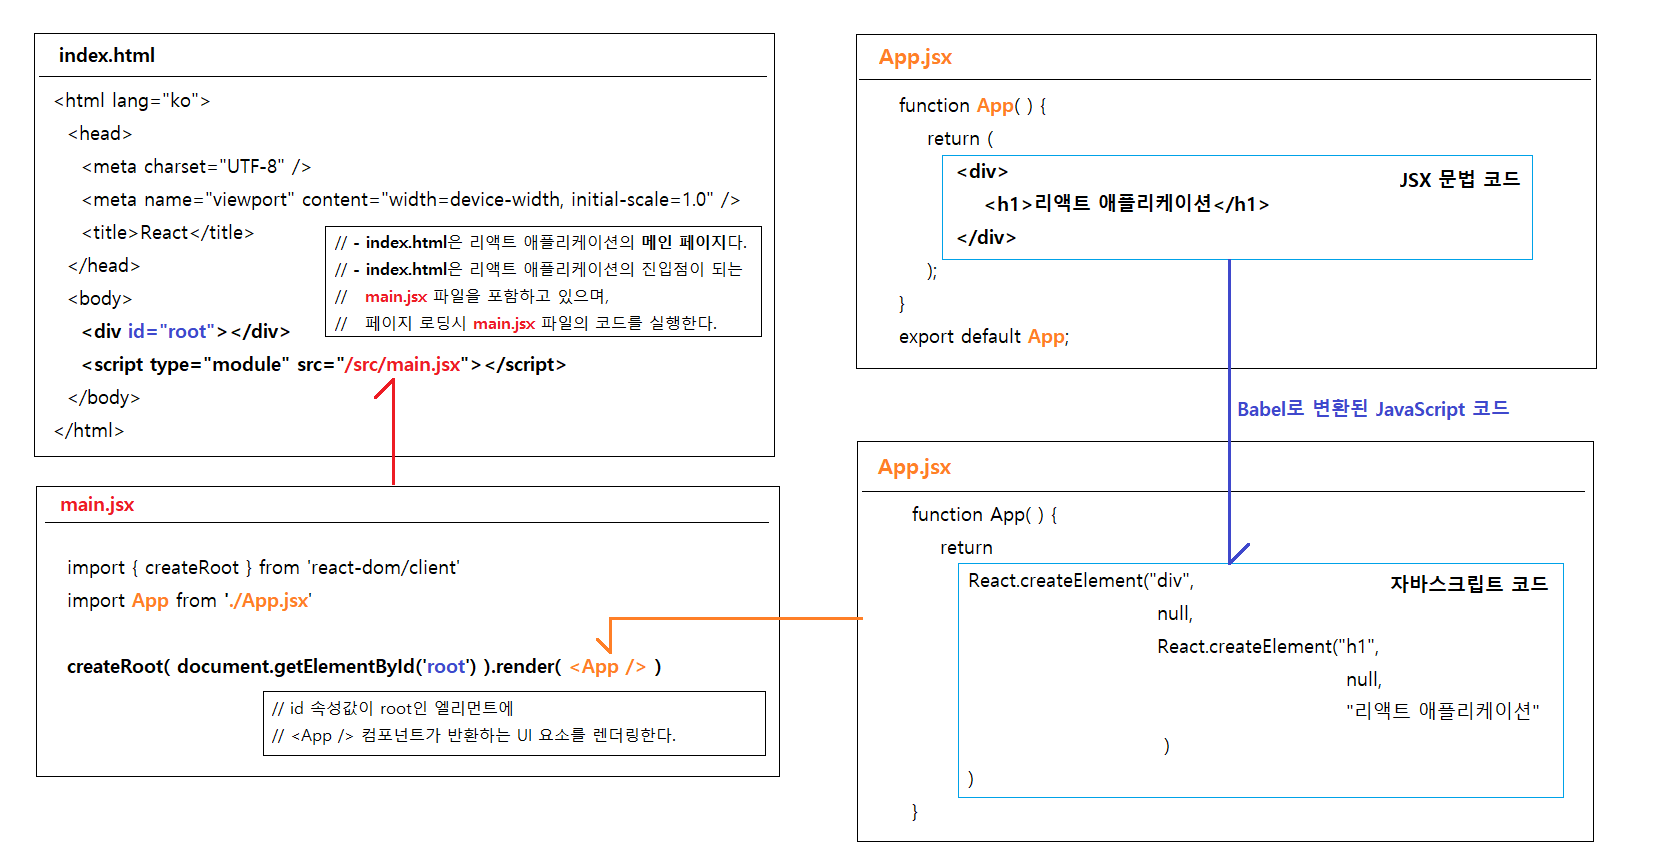 index.html
<html lang="ko">
<head>
<meta charset="UTF-8" />
<meta name="viewport" content="width=device-width, initial-scale=1.0" />
<title>React</title>
</head>
<body>
<div id="root"></div>
<script type="module" src="/src/main.jsx"></script>
</body>
</html>
// - index.html은 리액트 애플리케이션의 메인 페이지다.
// - index.html은 리액트 애플리케이션의 진입점이 되는
// main.jsx 파일을 포함하고 있으며,
// 페이지 로딩시 main.jsx 파일의 코드를 실행한다.
main.jsx
import { createRoot } from 'react-dom/client'
import App from './App.jsx'
createRoot( document.getElementById('root') ).render( <App /> )
// id 속성값이 root인 엘리먼트에
// <App /> 컴포넌트가 반환하는 UI 요소를 렌더링한다.
App.jsx
function App( ) {
return (
<div>
<h1>리액트 애플리케이션</h1>
</div>
JSX 문법 코드
);
}
export default App;
Babel로 변환된 JavaScript 코드
App.jsx
function App( ) {
return
React.createElement("div",
자바스크립트 코드
null,
React.createElement("h1",
null,
"리액트 애플리케이션"
)
)
}